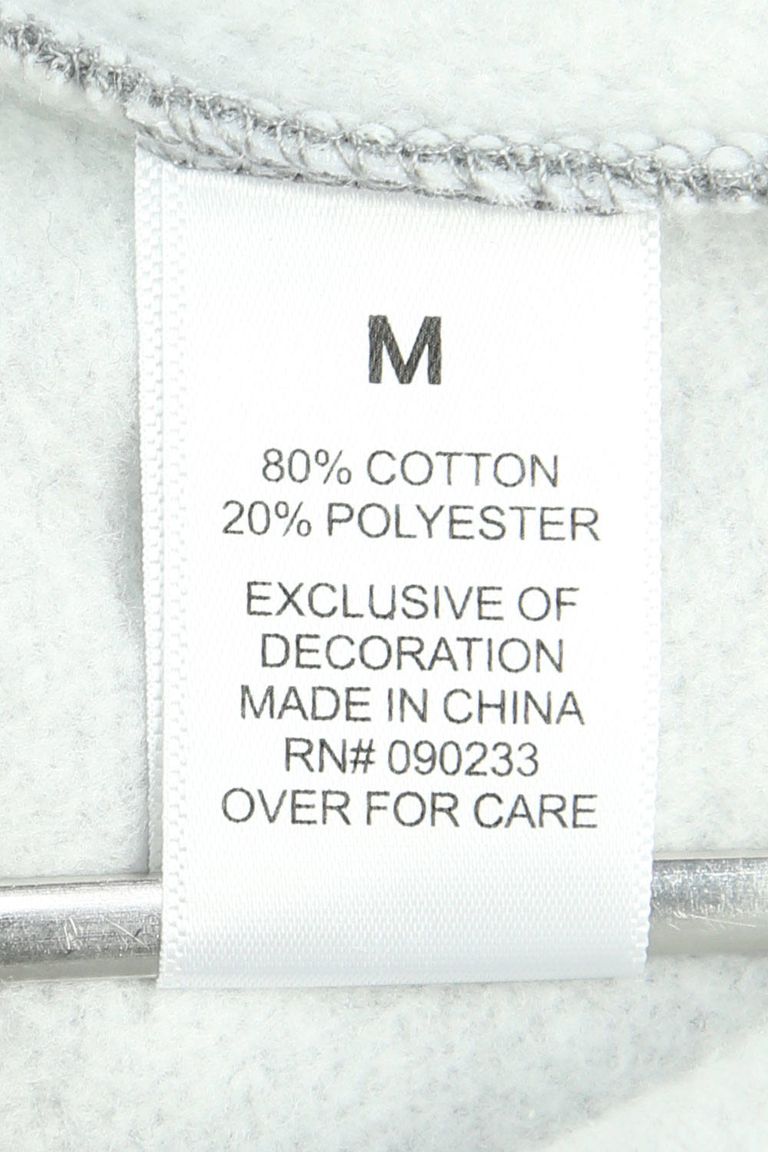 M
80% COTTON
20% POLYESTER
EXCLUSIVE OF
DECORATION
MADE IN CHINA
RN# 090233
OVER FOR CARE